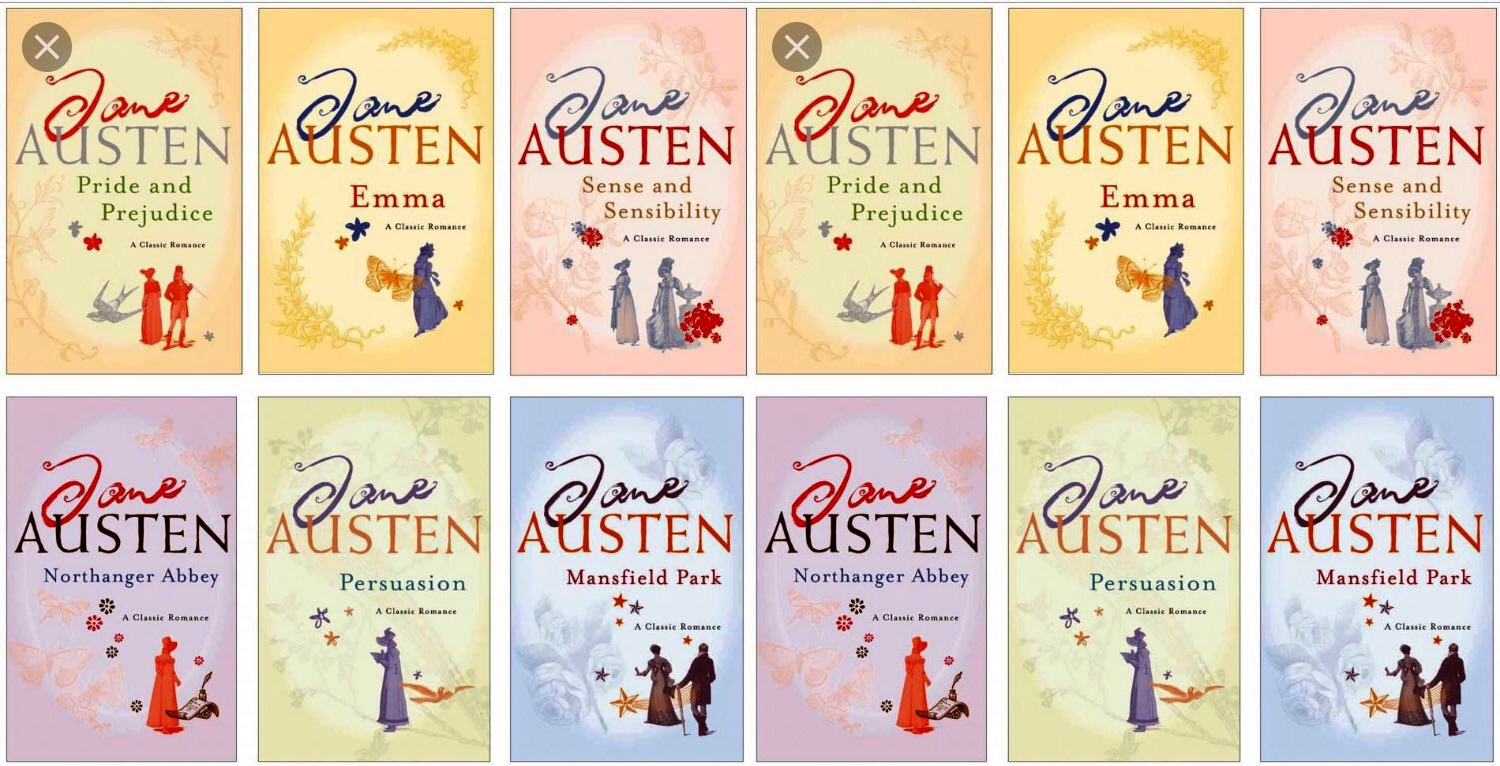 Jane
AUSTEN
Pride and
Prejudice
A Classic Romance
Jane
AUSTEN
Emma
A Classic Romance
Jane
AUSTEN
Sense and
Sensibility
A Classic Romance
Jane
AUSTEN
Pride and
Prejudice
A Classic Romance
Jane
AUSTEN
Emma
A Classic Romance
Jane
AUSTEN
Sense and
Sensibility
A Classic Romance
Jane
AUSTEN
Northanger Abbey
A Classic Romance
Jane
AUSTEN
Persuasion
A Classic Romance
Jane
AUSTEN
Mansfield Park
A Classic Romance
Jane
AUSTEN
Northanger Abbey
A Classic Romance
Jane
AUSTEN
Persuasion
A Classic Romance
Jane
AUSTEN
Mansfield Park
A Classic Romance